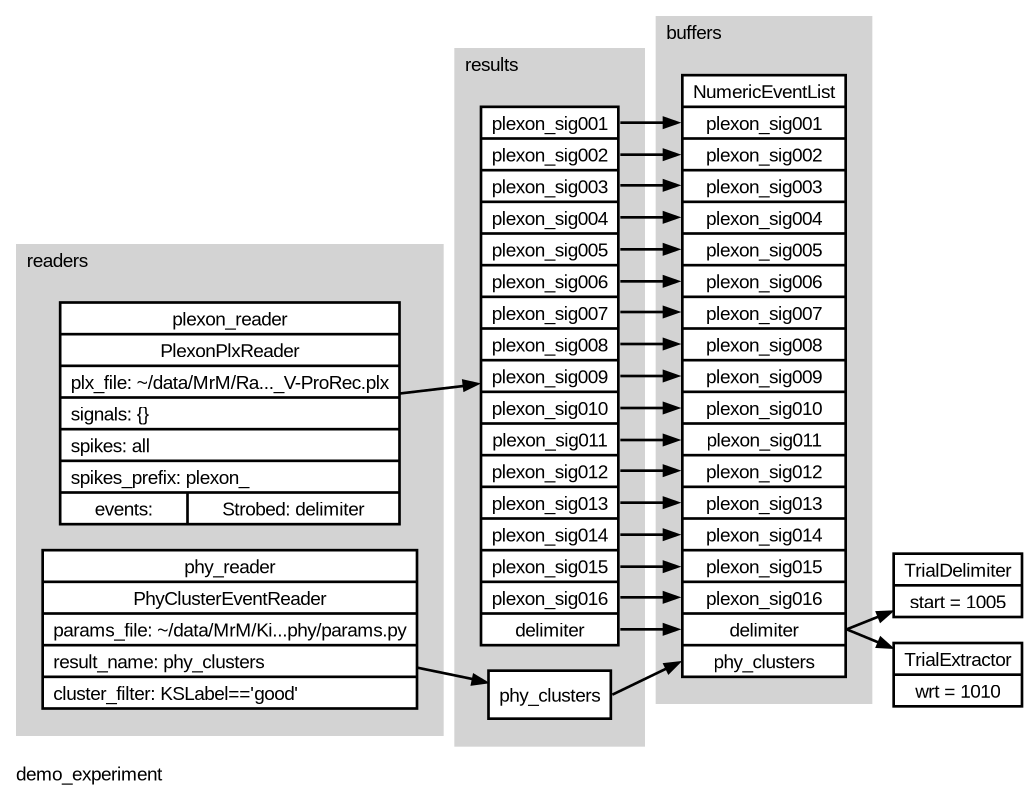 buffers
results
NumericEventList
plexon_sig001
plexon_sig001
plexon_sig002
plexon_sig002
plexon_sig003
plexon_sig003
plexon_sig004
plexon_sig004
plexon_sig005
plexon_sig005
plexon_sig006
plexon_sig006
plexon_sig007
plexon_sig007
plexon_sig008
plexon_sig008
plexon_sig009
plexon_sig009
plexon_sig010
plexon_sig010
plexon_sig011
plexon_sig011
plexon_sig012
plexon_sig012
plexon_sig013
plexon_sig013
plexon_sig014
plexon_sig014
plexon_sig015
plexon_sig015
plexon_sig016
plexon_sig016
delimiter
delimiter
phy_clusters
phy_clusters
readers
plexon_reader
PlexonPlxReader
plx_file: ~/data/MrM/Ra..._V-ProRec.plx
signals: {}
spikes: all
spikes_prefix: plexon_
events:
Strobed: delimiter
phy_reader
PhyClusterEventReader
params_file: ~/data/MrM/Ki...phy/params.py
result_name: phy_clusters
cluster_filter: KSLabel=='good'
TrialDelimiter
start = 1005
TrialExtractor
wrt = 1010
demo_experiment